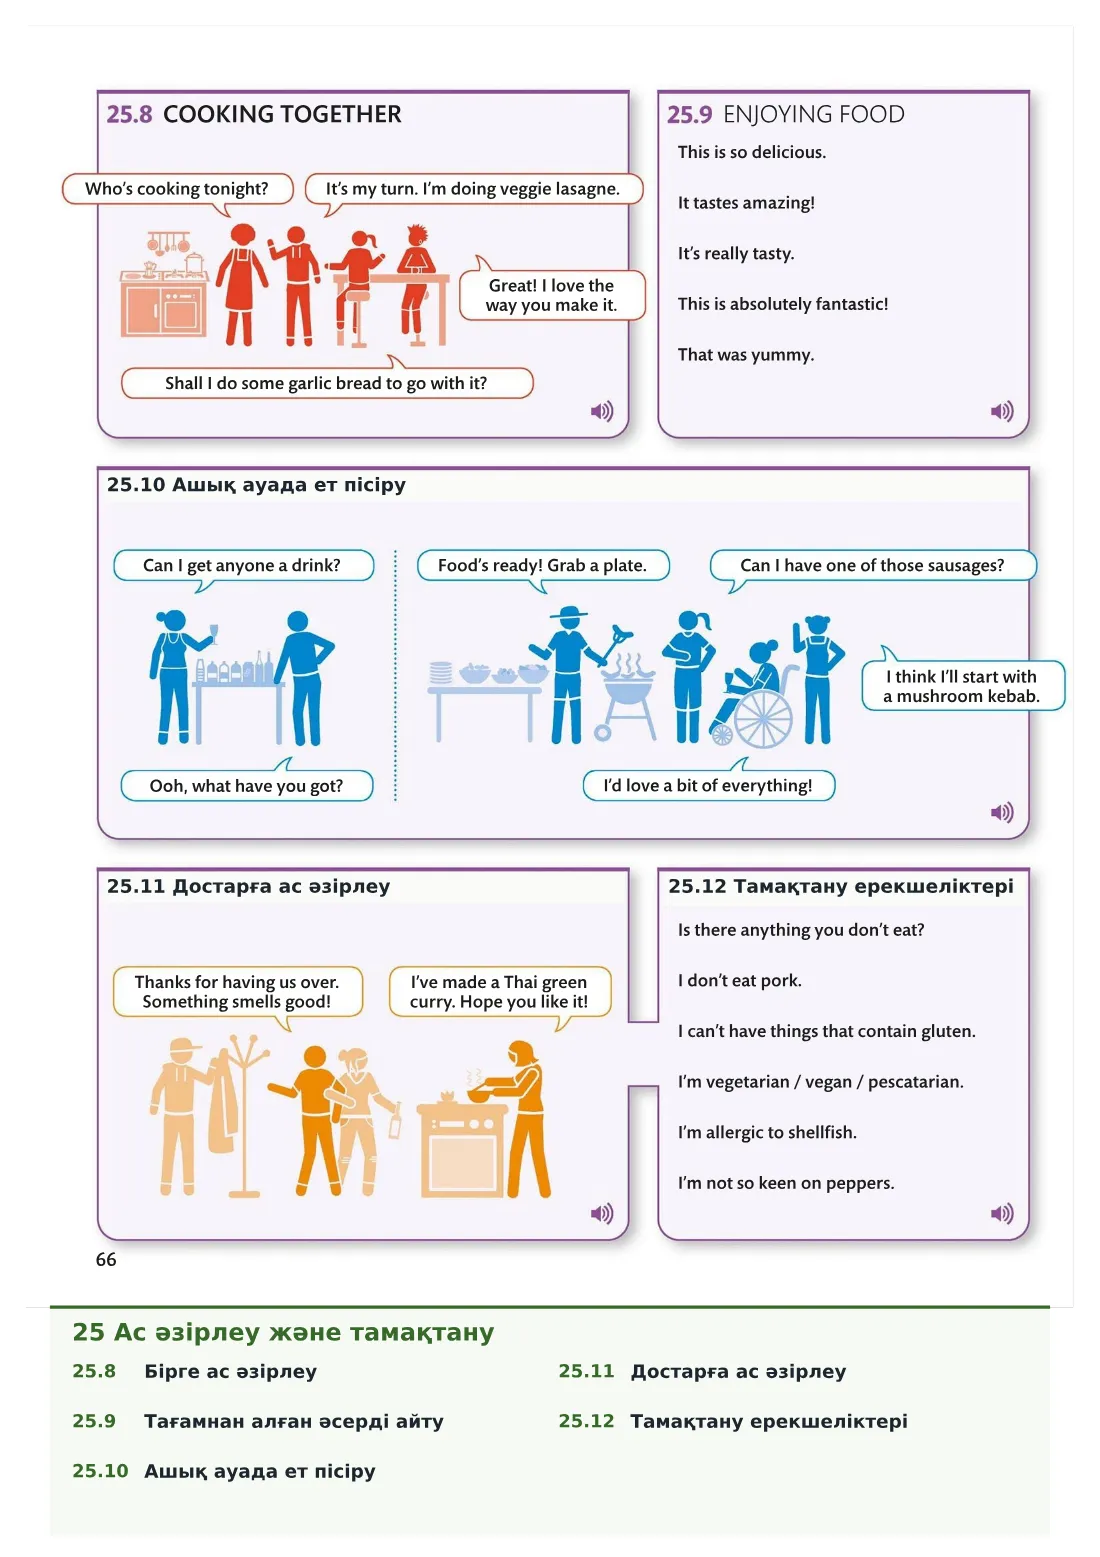 25.8 COOKING TOGETHER
Who's cooking tonight?
It's my turn. I'm doing veggie lasagne.
Great! I love the
way you make it.
Shall I do some garlic bread to go with it?
25.9 ENJOYING FOOD
This is so delicious.
It tastes amazing!
It's really tasty.
This is absolutely fantastic!
That was yummy.
25.10 Ашық ауада ет пісіру
Can I get anyone a drink?
Ooh, what have you got?
Food's ready! Grab a plate.
Can I have one of those sausages?
I think I'll start with
a mushroom kebab.
I'd love a bit of everything!
25.11 Достарға ас әзірлеу
Thanks for having us over.
Something smells good!
I've made a Thai green
curry. Hope you like it!
25.12 Тамақтану ерекшеліктері
Is there anything you don't eat?
I don't eat pork.
I can't have things that contain gluten.
I'm vegetarian / vegan / pescatarian.
I'm allergic to shellfish.
I'm not so keen on peppers.
66
25 Ас әзірлеу және тамақтану
25.8 Бірге ас әзірлеу
25.9 Тағамнан алған әсерді айту
25.10 Ашық ауада ет пісіру
25.11 Достарға ас әзірлеу
25.12 Тамақтану ерекшеліктері